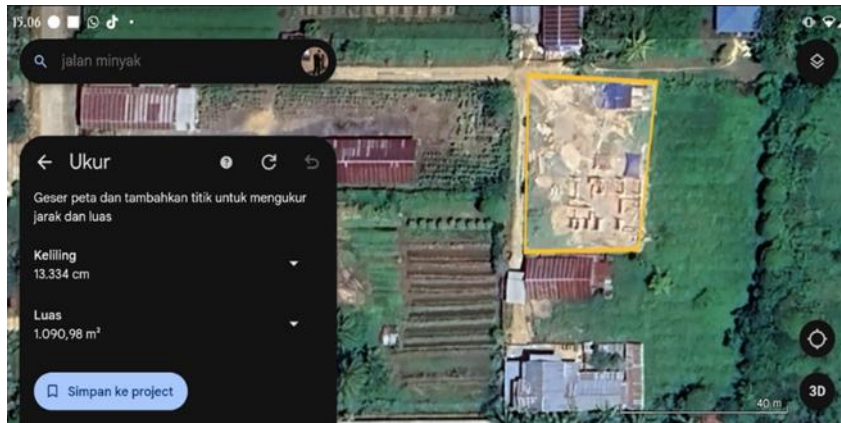 15.06
jalan minyak
Ukur
Geser peta dan tambahkan titik untuk mengukur
jarak dan luas
Keliling
13.334 cm
Luas
1.090,98 m²
Simpan ke project
40 m
3D